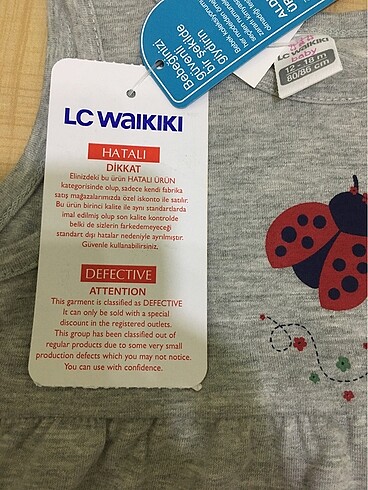 LC WAIKIKI
HATALI
DİKKAT
Elinizdeki bu ürün HATALI ÜRÜN
kategorisinde olup, sadece kendi fabrika
satış mağazalarımızda özel iskonto ile satılır.
Bu ürün birinci kalite ile aynı standartlarda
imal edilmiş olup son kalite kontrolde
belki de sizlerin farkedemeyeceği
standart dışı hatalar nedeniyle ayrılmıştır.
Güvenle kullanabilirsiniz.
DEFECTIVE
ATTENTION
This garment is classified as DEFECTIVE
It can only be sold with a special
discount in the registered outlets.
This group has been classified out of
regular products due to some very small
production defects which you may not notice.
You can use with confidence.
Bebeğinizi
güvenli
bir şekilde
giydirin
LC WAIKIKI
BABY
12 - 18 m
80/86 cm